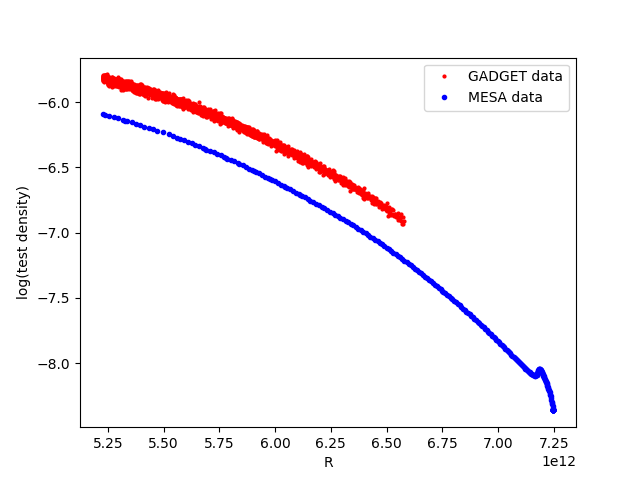 GADGET data
MESA data
log(test density)
−6.0
−6.5
−7.0
−7.5
−8.0
5.25 5.50 5.75 6.00 6.25 6.50 6.75 7.00 7.25
1e12
R